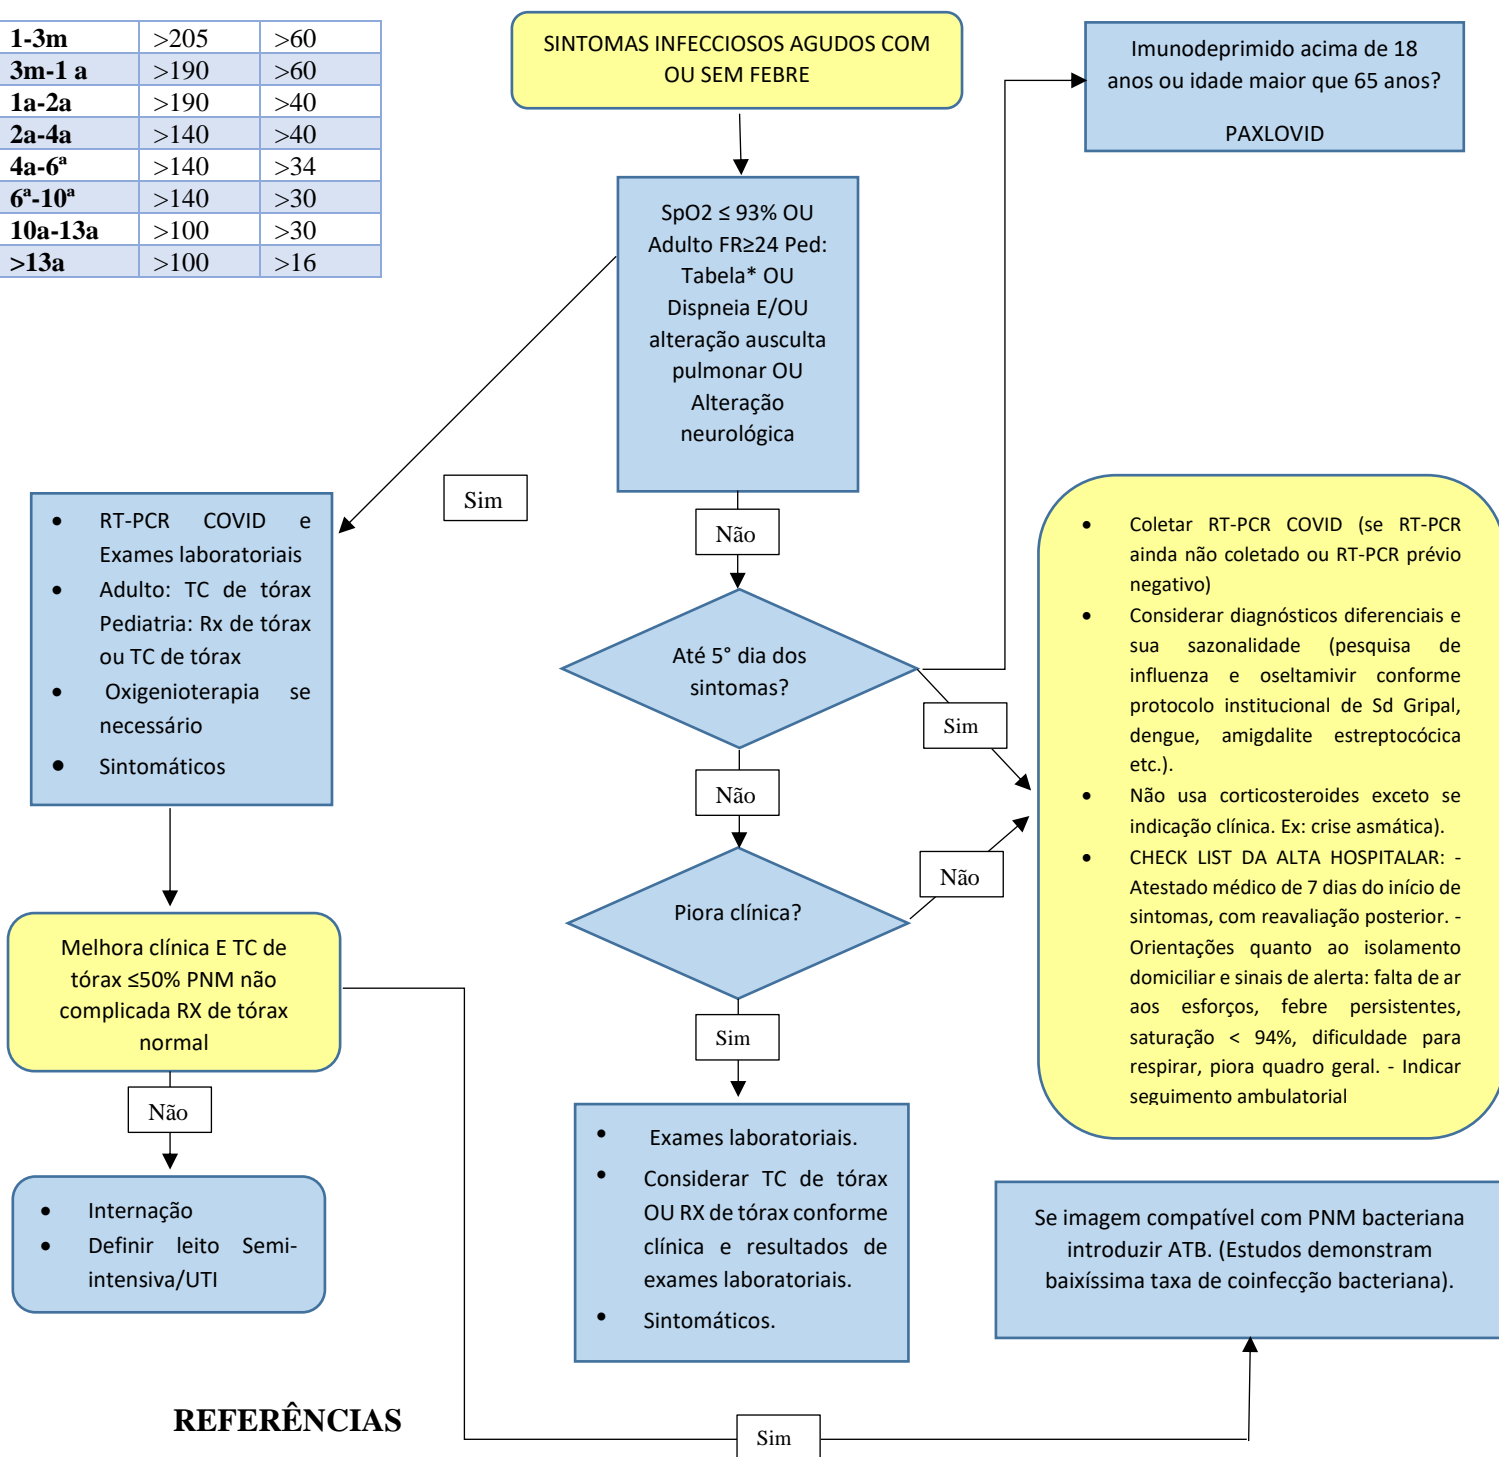 1-3m >205 >60
3m-1 a >190 >60
1a-2a >190 >40
2a-4a >140 >40
4a-6ª >140 >34
6ª-10ª >140 >30
10a-13a >100 >30
>13a >100 >16
SINTOMAS INFECCIOSOS AGUDOS COM
OU SEM FEBRE
Imunodeprimido acima de 18
anos ou idade maior que 65 anos?
PAXLOVID
SpO2 ≤ 93% OU
Adulto FR≥24 Ped:
Tabela* OU
Dispneia E/OU
alteração ausculta
pulmonar OU
Alteração
neurológica
Sim
Não
• RT-PCR COVID e
Exames laboratoriais
• Adulto: TC de tórax
Pediatria: Rx de tórax
ou TC de tórax
• Oxigenioterapia se
necessário
• Sintomáticos
Até 5° dia dos
sintomas?
Sim
Não
• Coletar RT-PCR COVID (se RT-PCR
ainda não coletado ou RT-PCR prévio
negativo)
• Considerar diagnósticos diferenciais e
sua sazonalidade (pesquisa de
influenza e oseltamivir conforme
protocolo institucional de Sd Gripal,
dengue, amigdalite estreptocócica
etc.).
• Não usa corticosteroides exceto se
indicação clínica. Ex: crise asmática).
• CHECK LIST DA ALTA HOSPITALAR: -
Atestado médico de 7 dias do início de
sintomas, com reavaliação posterior. -
Orientações quanto ao isolamento
domiciliar e sinais de alerta: falta de ar
aos esforços, febre persistentes,
saturação < 94%, dificuldade para
respirar, piora quadro geral. - Indicar
seguimento ambulatorial
Piora clínica?
Não
Sim
Melhora clínica E TC de
tórax ≤50% PNM não
complicada RX de tórax
normal
Não
• Internação
• Definir leito Semi-
intensiva/UTI
• Exames laboratoriais.
• Considerar TC de tórax
OU RX de tórax conforme
clínica e resultados de
exames laboratoriais.
• Sintomáticos.
Se imagem compatível com PNM bacteriana
introduzir ATB. (Estudos demonstram
baixíssima taxa de coinfecção bacteriana).
REFERÊNCIAS
Sim